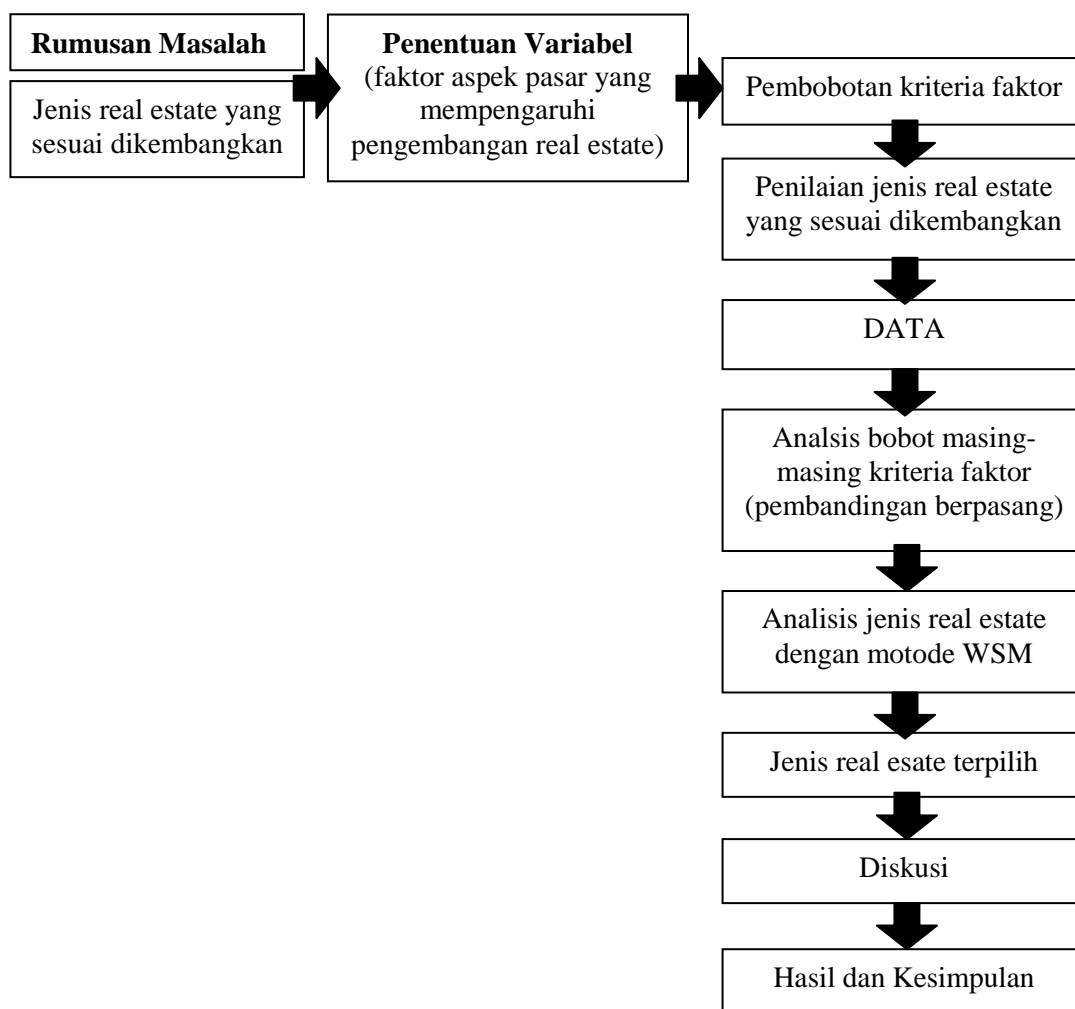 Rumusan Masalah
Jenis real estate yang
sesuai dikembangkan
Penentuan Variabel
(faktor aspek pasar yang
mempengaruhi
pengembangan real estate)
Pembobotan kriteria faktor
Penilaian jenis real estate
yang sesuai dikembangkan
DATA
Analsis bobot masing-
masing kriteria faktor
(pembandingan berpasang)
Analisis jenis real estate
dengan motode WSM
Jenis real esate terpilih
Diskusi
Hasil dan Kesimpulan